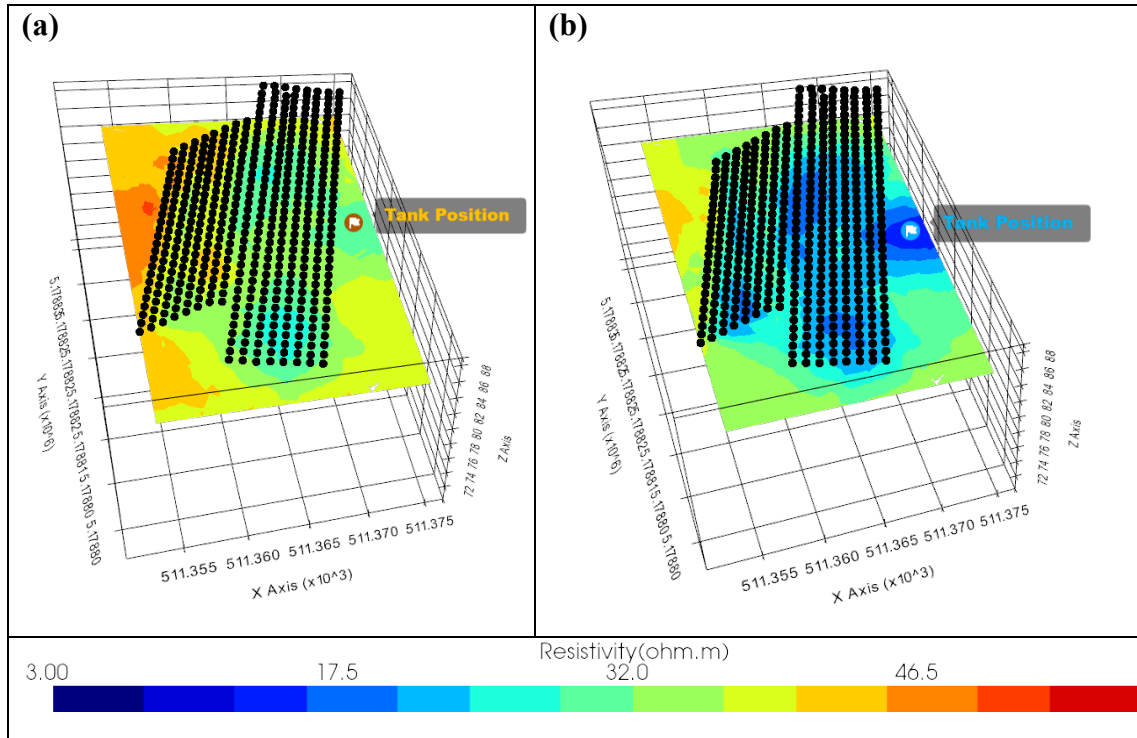 (a)
Tank Position
Y Axis (x10^6)
72 74 76 78 80 82 84 86 88
Z Axis
511.355 511.360 511.365 511.370 511.375
X Axis (x10^3)
(b)
Tank Position
Y Axis (x10^6)
72 74 76 78 80 82 84 86 88
Z Axis
511.355 511.360 511.365 511.370 511.375
X Axis (x10^3)
Resistivity(ohm.m)
3.00 17.5 32.0 46.5